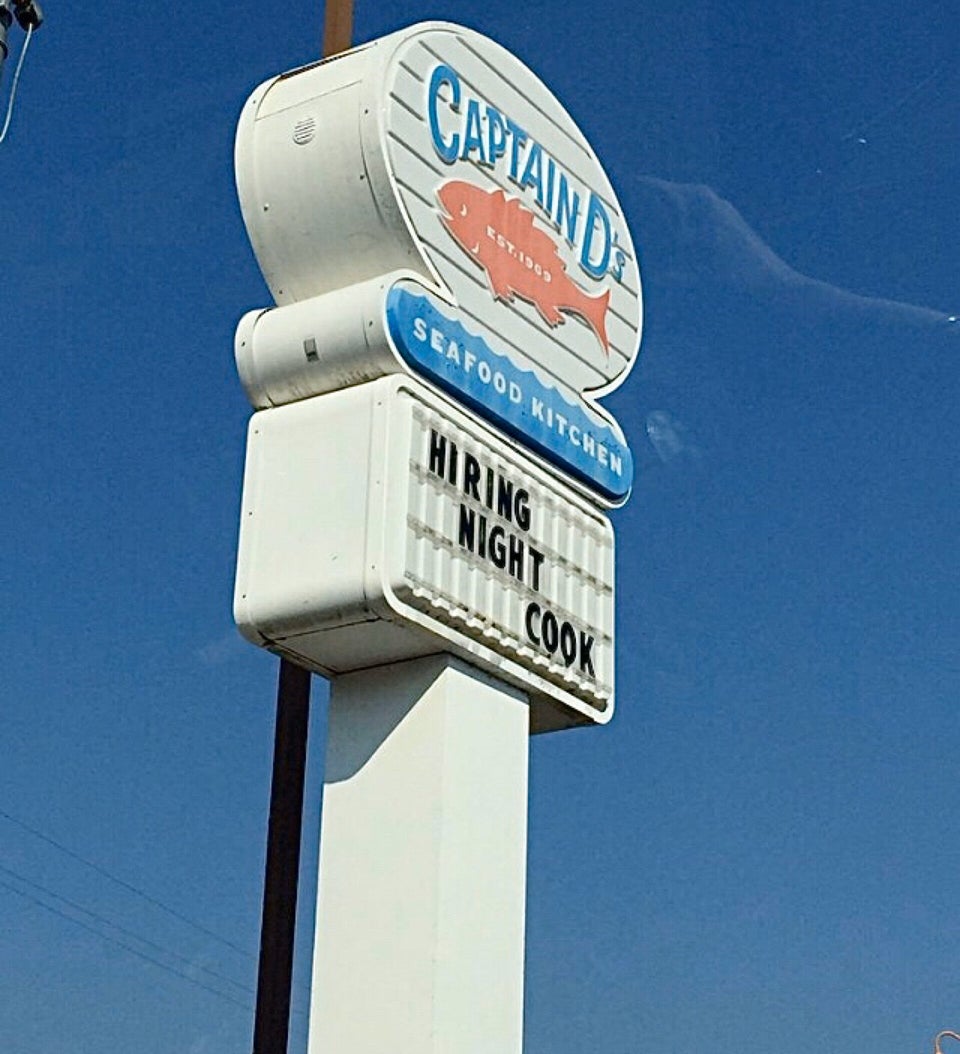 CAPTAIN D's
EST. 1969
SEAFOOD KITCHEN
HIRING
NIGHT
COOK